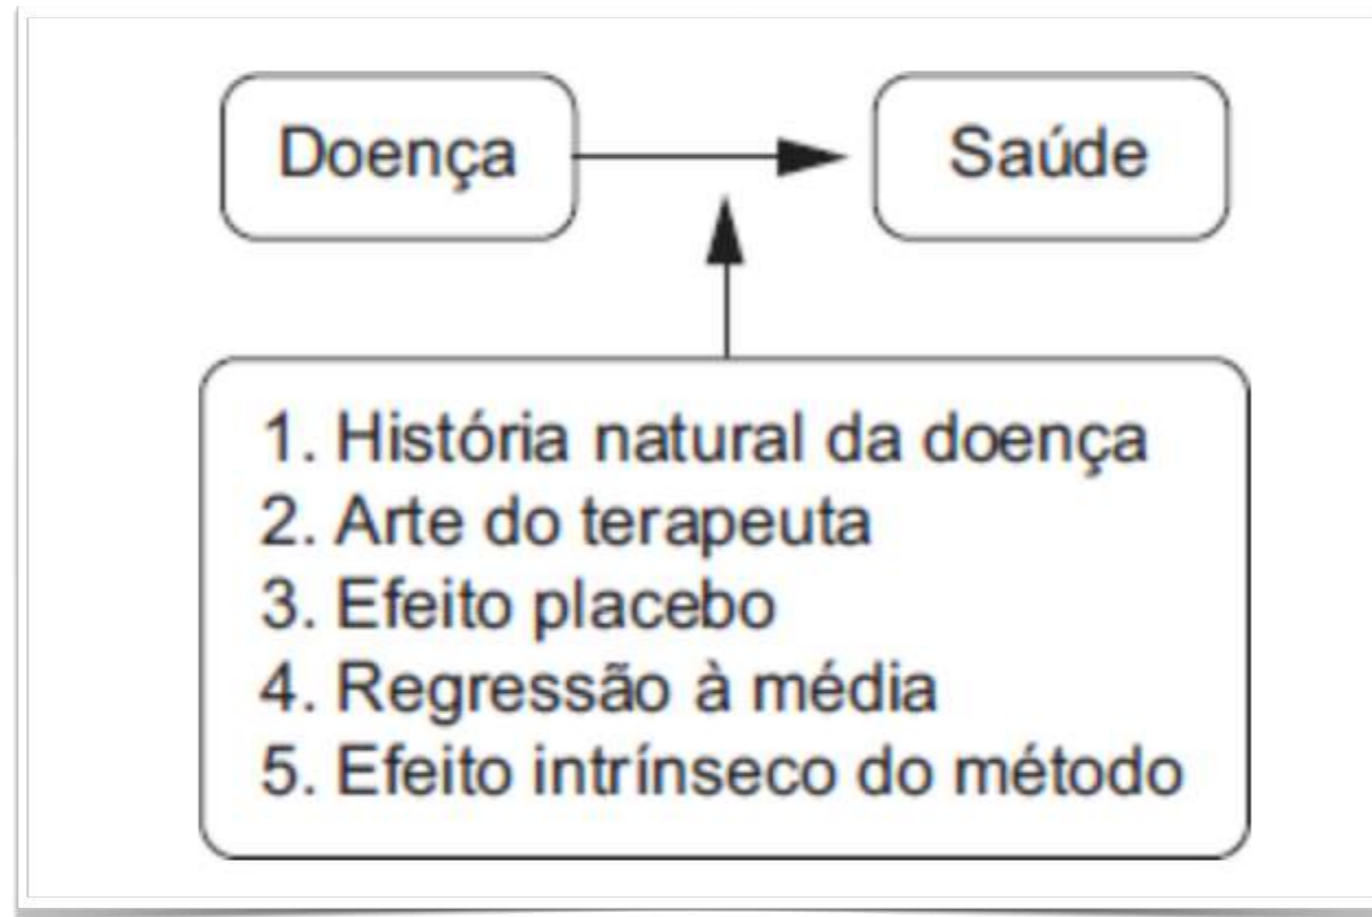 Doença
Saúde
1. História natural da doença
2. Arte do terapeuta
3. Efeito placebo
4. Regressão à média
5. Efeito intrínseco do método